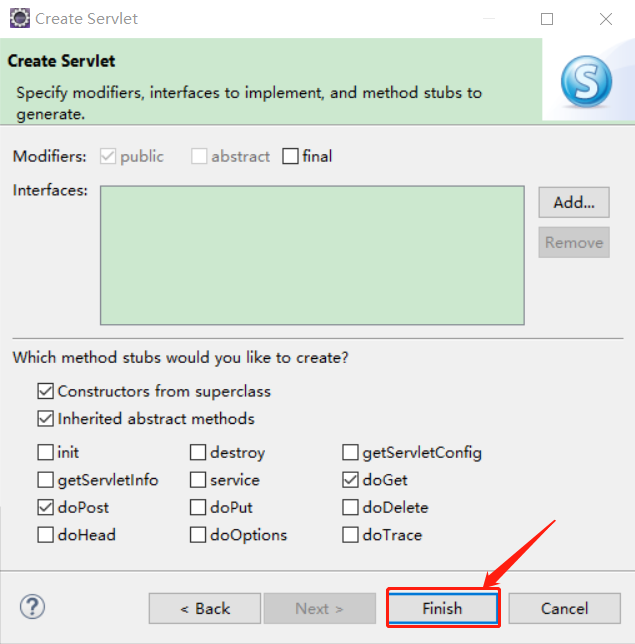 Create Servlet
Create Servlet
Specify modifiers, interfaces to implement, and method stubs to
generate.
S
Modifiers: public abstract final
Interfaces:
Add...
Remove
Which method stubs would you like to create?
Constructors from superclass
Inherited abstract methods
init destroy getServletConfig
getServletInfo service doGet
doPost doPut doDelete
doHead doOptions doTrace
? < Back Next > Finish Cancel